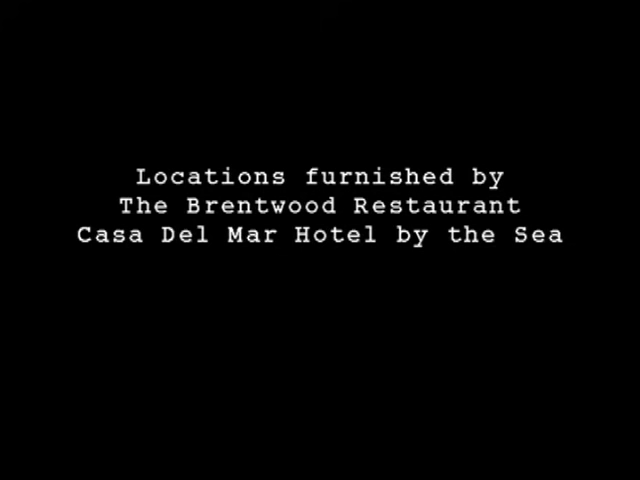 Locations furnished by
The Brentwood Restaurant
Casa Del Mar Hotel by the Sea